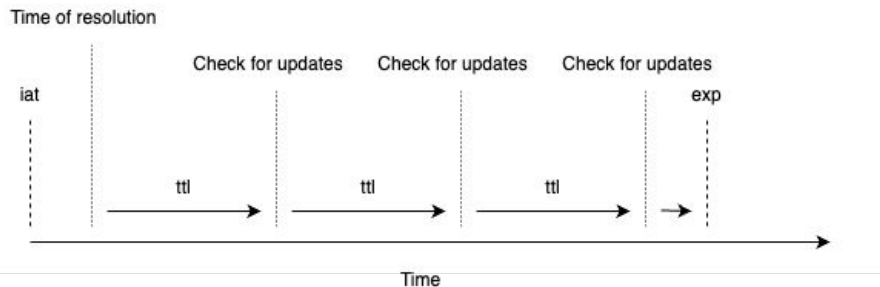 Time of resolution
Check for updates Check for updates Check for updates
iat exp
ttl ttl ttl
Time